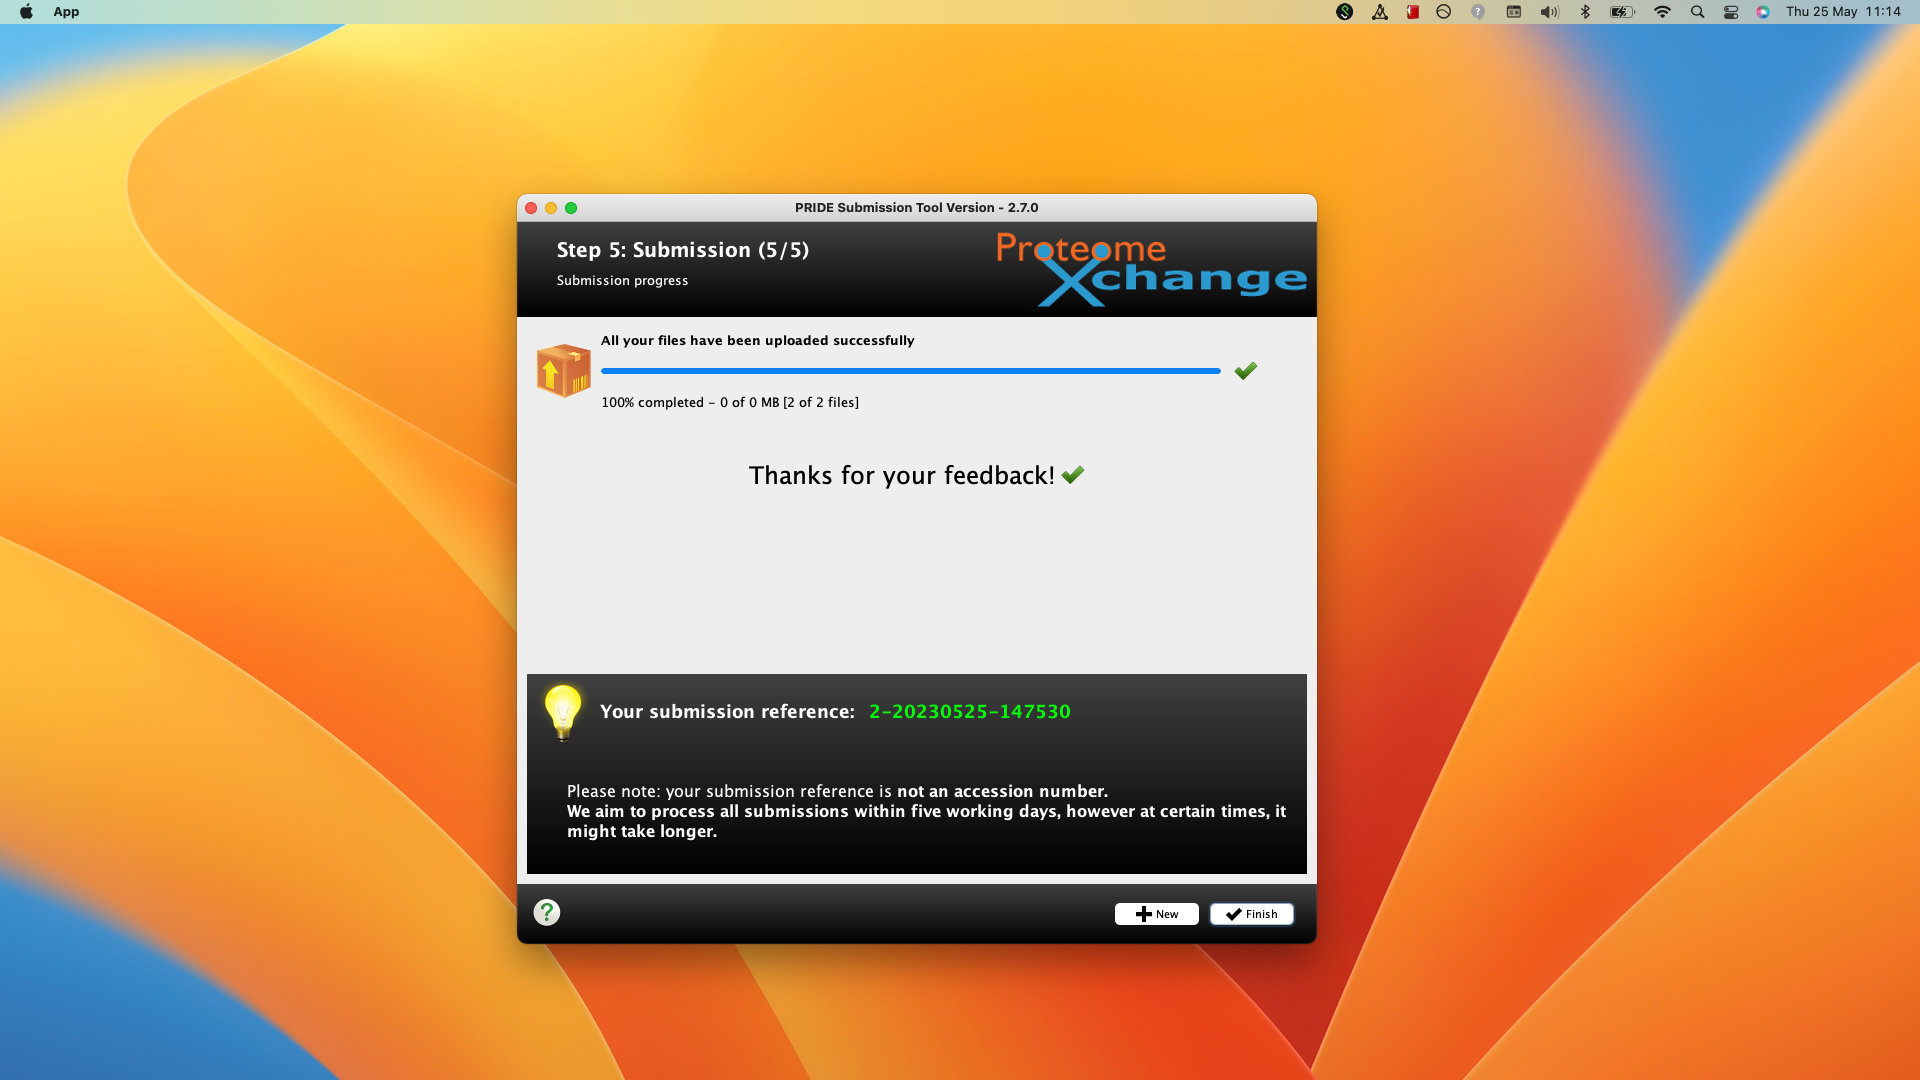 App
Thu 25 May 11:14
PRIDE Submission Tool Version - 2.7.0
Step 5: Submission (5/5)
Submission progress
Proteome
Xchange
All your files have been uploaded successfully
100% completed - 0 of 0 MB [2 of 2 files]
Thanks for your feedback!
Your submission reference: 2-20230525-147530
Please note: your submission reference is not an accession number.
We aim to process all submissions within five working days, however at certain times, it
might take longer.
?
New
Finish